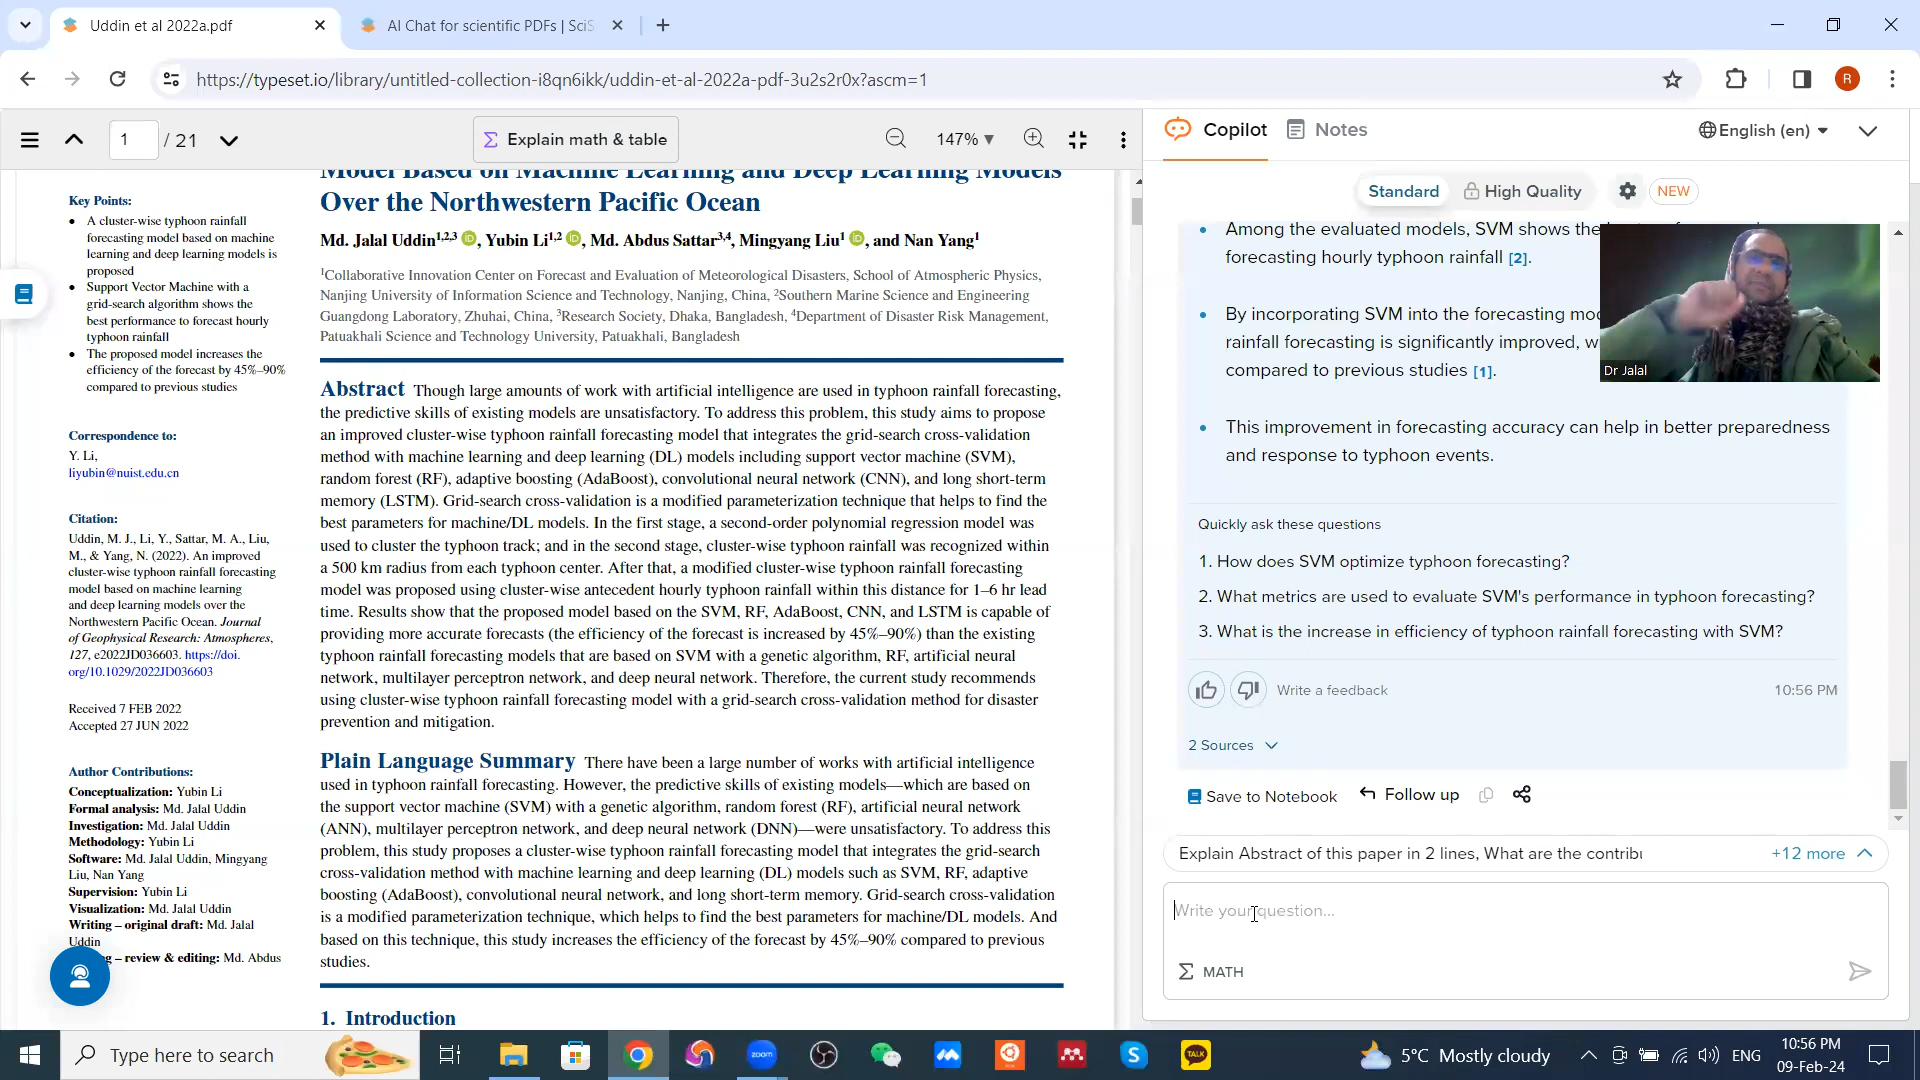 Uddin et al 2022a.pdf
AI Chat for scientific PDFs | SciS
https://typeset.io/library/untitled-collection-i8qn6ikk/uddin-et-al-2022a-pdf-3u2s2r0x?ascm=1
R
1 / 21
Explain math & table
147%
Model Based on Machine Learning and Deep Learning Models
Over the Northwestern Pacific Ocean
Md. Jalal Uddin1,2,3, Yubin Li1,2, Md. Abdus Sattar3,4, Mingyang Liu1, and Nan Yang1
1Collaborative Innovation Center on Forecast and Evaluation of Meteorological Disasters, School of Atmospheric Physics,
Nanjing University of Information Science and Technology, Nanjing, China, 2Southern Marine Science and Engineering
Guangdong Laboratory, Zhuhai, China, 3Research Society, Dhaka, Bangladesh, 4Department of Disaster Risk Management,
Patuakhali Science and Technology University, Patuakhali, Bangladesh
Key Points:
• A cluster-wise typhoon rainfall
forecasting model based on machine
learning and deep learning models is
proposed
• Support Vector Machine with a
grid-search algorithm shows the
best performance to forecast hourly
typhoon rainfall
• The proposed model increases the
efficiency of the forecast by 45%–90%
compared to previous studies
Correspondence to:
Y. Li,
liyubin@nuist.edu.cn
Citation:
Uddin, M. J., Li, Y., Sattar, M. A., Liu,
M., & Yang, N. (2022). An improved
cluster-wise typhoon rainfall forecasting
model based on machine learning
and deep learning models over the
Northwestern Pacific Ocean. Journal
of Geophysical Research: Atmospheres,
127, e2022JD036603. https://doi.
org/10.1029/2022JD036603
Received 7 FEB 2022
Accepted 27 JUN 2022
Author Contributions:
Conceptualization: Yubin Li
Formal analysis: Md. Jalal Uddin
Investigation: Md. Jalal Uddin
Methodology: Yubin Li
Software: Md. Jalal Uddin, Mingyang
Liu, Nan Yang
Supervision: Yubin Li
Visualization: Md. Jalal Uddin
Writing – original draft: Md. Jalal
Uddin
g – review & editing: Md. Abdus
Abstract Though large amounts of work with artificial intelligence are used in typhoon rainfall forecasting,
the predictive skills of existing models are unsatisfactory. To address this problem, this study aims to propose
an improved cluster-wise typhoon rainfall forecasting model that integrates the grid-search cross-validation
method with machine learning and deep learning (DL) models including support vector machine (SVM),
random forest (RF), adaptive boosting (AdaBoost), convolutional neural network (CNN), and long short-term
memory (LSTM). Grid-search cross-validation is a modified parameterization technique that helps to find the
best parameters for machine/DL models. In the first stage, a second-order polynomial regression model was
used to cluster the typhoon track; and in the second stage, cluster-wise typhoon rainfall was recognized within
a 500 km radius from each typhoon center. After that, a modified cluster-wise typhoon rainfall forecasting
model was proposed using cluster-wise antecedent hourly typhoon rainfall within this distance for 1–6 hr lead
time. Results show that the proposed model based on the SVM, RF, AdaBoost, CNN, and LSTM is capable of
providing more accurate forecasts (the efficiency of the forecast is increased by 45%–90%) than the existing
typhoon rainfall forecasting models that are based on SVM with a genetic algorithm, RF, artificial neural
network, multilayer perceptron network, and deep neural network. Therefore, the current study recommends
using cluster-wise typhoon rainfall forecasting model with a grid-search cross-validation method for disaster
prevention and mitigation.
Plain Language Summary There have been a large number of works with artificial intelligence
used in typhoon rainfall forecasting. However, the predictive skills of existing models—which are based on
the support vector machine (SVM) with a genetic algorithm, random forest (RF), artificial neural network
(ANN), multilayer perceptron network, and deep neural network (DNN)—were unsatisfactory. To address this
problem, this study proposes a cluster-wise typhoon rainfall forecasting model that integrates the grid-search
cross-validation method with machine learning and deep learning (DL) models such as SVM, RF, adaptive
boosting (AdaBoost), convolutional neural network, and long short-term memory. Grid-search cross-validation
is a modified parameterization technique, which helps to find the best parameters for machine/DL models. And
based on this technique, this study increases the efficiency of the forecast by 45%–90% compared to previous
studies.
1. Introduction
Copilot
Notes
English (en)
Standard
High Quality
NEW
• Among the evaluated models, SVM shows the
forecasting hourly typhoon rainfall [2].
• By incorporating SVM into the forecasting mo
rainfall forecasting is significantly improved, w
compared to previous studies [1].
• This improvement in forecasting accuracy can help in better preparedness
and response to typhoon events.
Dr Jalal
Quickly ask these questions
1. How does SVM optimize typhoon forecasting?
2. What metrics are used to evaluate SVM's performance in typhoon forecasting?
3. What is the increase in efficiency of typhoon rainfall forecasting with SVM?
Write a feedback
10:56 PM
2 Sources
Save to Notebook
Follow up
Explain Abstract of this paper in 2 lines, What are the contribu
+12 more
Write your question...
Σ MATH
Type here to search
zoom
S
TALK
5°C Mostly cloudy
ENG
10:56 PM
09-Feb-24